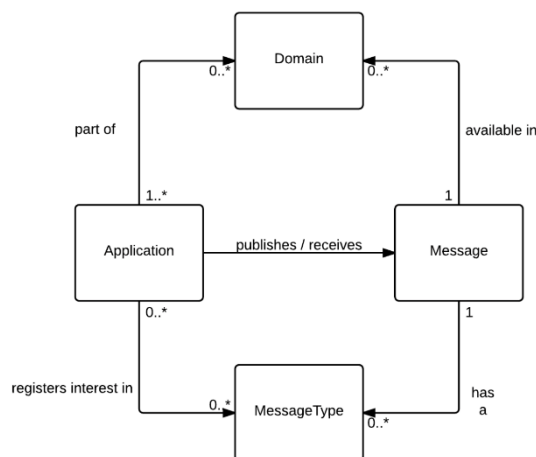 Domain
0..*
0..*
part of
available in
1..*
1
Application
publishes / receives
Message
0..*
1
registers interest in
has
a
0..*
MessageType
0..*